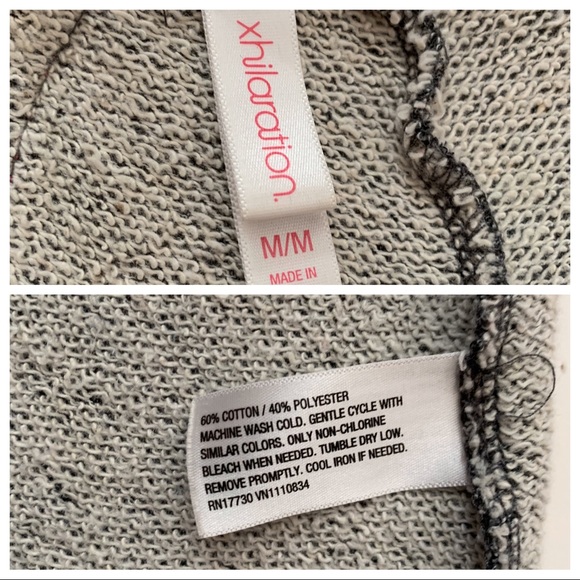 xhilaration.
M/M
MADE IN
60% COTTON / 40% POLYESTER
MACHINE WASH COLD. GENTLE CYCLE WITH
SIMILAR COLORS. ONLY NON-CHLORINE
BLEACH WHEN NEEDED. TUMBLE DRY LOW.
REMOVE PROMPTLY. COOL IRON IF NEEDED.
RN17730 VN1110834